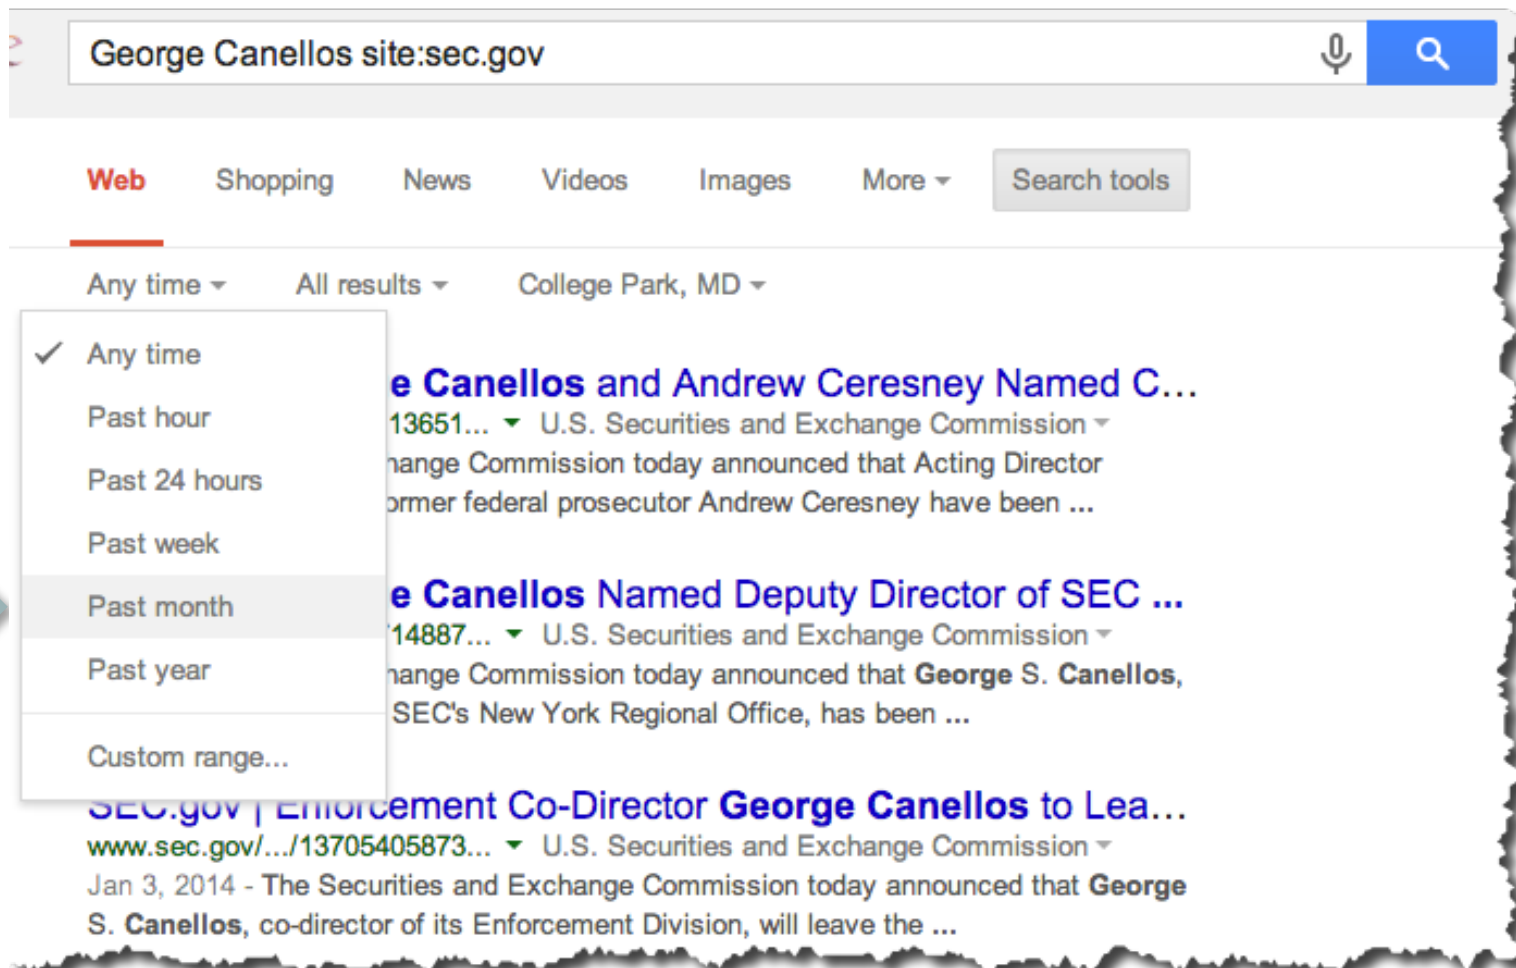 George Canellos site:sec.gov
Web Shopping News Videos Images More Search tools
Any time All results College Park, MD
Any time
Past hour
Past 24 hours
Past week
Past month
Past year
Custom range...
e Canellos and Andrew Ceresney Named C...
13651... U.S. Securities and Exchange Commission
hange Commission today announced that Acting Director
ormer federal prosecutor Andrew Ceresney have been ...
e Canellos Named Deputy Director of SEC ...
14887... U.S. Securities and Exchange Commission
hange Commission today announced that George S. Canellos,
SEC's New York Regional Office, has been ...
SEC.gov | Enforcement Co-Director George Canellos to Lea...
www.sec.gov/.../13705405873... U.S. Securities and Exchange Commission
Jan 3, 2014 - The Securities and Exchange Commission today announced that George
S. Canellos, co-director of its Enforcement Division, will leave the ...